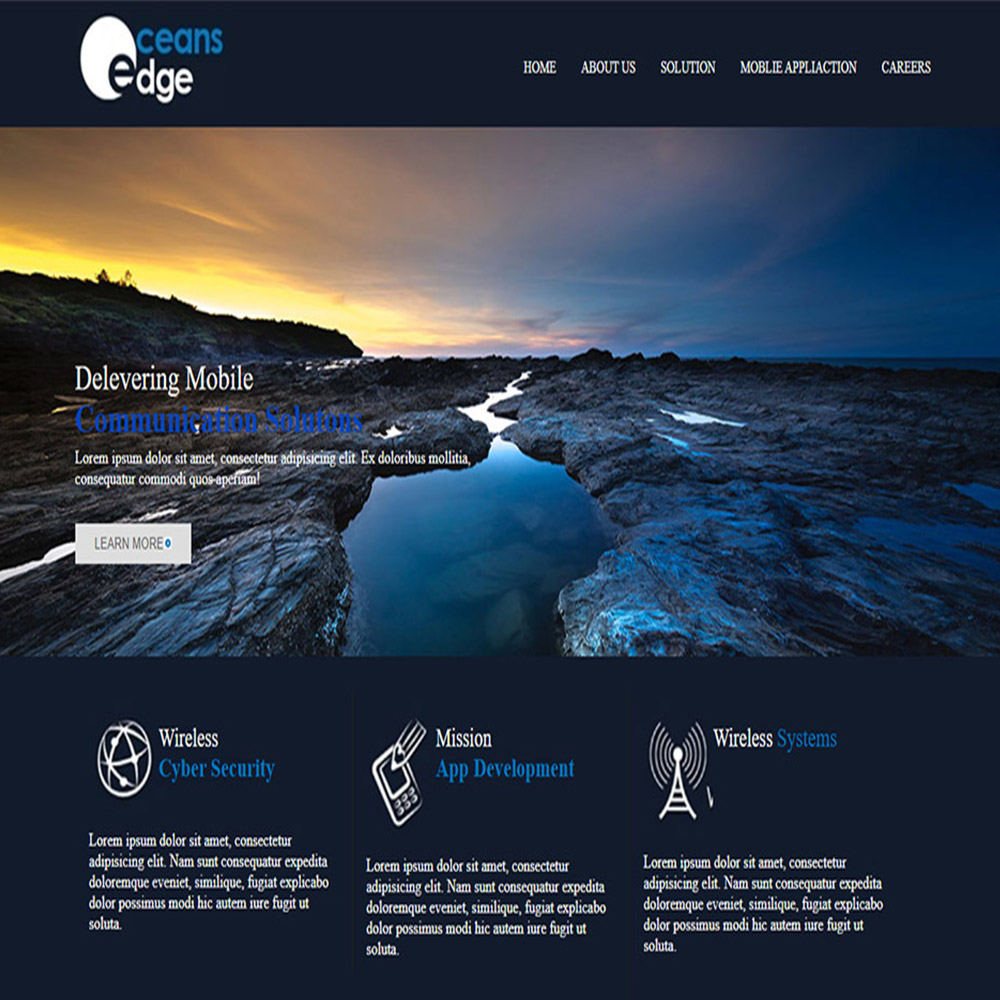 Oceans
edge
HOME ABOUT US SOLUTION MOBLIE APPLIACTION CAREERS
Delevering Mobile
Communication Solutons
Lorem ipsum dolor sit amet, consectetur adipisicing elit. Ex doloribus mollitia,
consequatur commodi quos aperiam!
LEARN MORE
Wireless
Cyber Security
Lorem ipsum dolor sit amet, consectetur
adipisicing elit. Nam sunt consequatur expedita
doloremque eveniet, similique, fugiat explicabo
dolor possimus modi hic autem iure fugit ut
soluta.
Mission
App Development
Lorem ipsum dolor sit amet, consectetur
adipisicing elit. Nam sunt consequatur expedita
doloremque eveniet, similique, fugiat explicabo
dolor possimus modi hic autem iure fugit ut
soluta.
Wireless Systems
Lorem ipsum dolor sit amet, consectetur
adipisicing elit. Nam sunt consequatur expedita
doloremque eveniet, similique, fugiat explicabo
dolor possimus modi hic autem iure fugit ut
soluta.